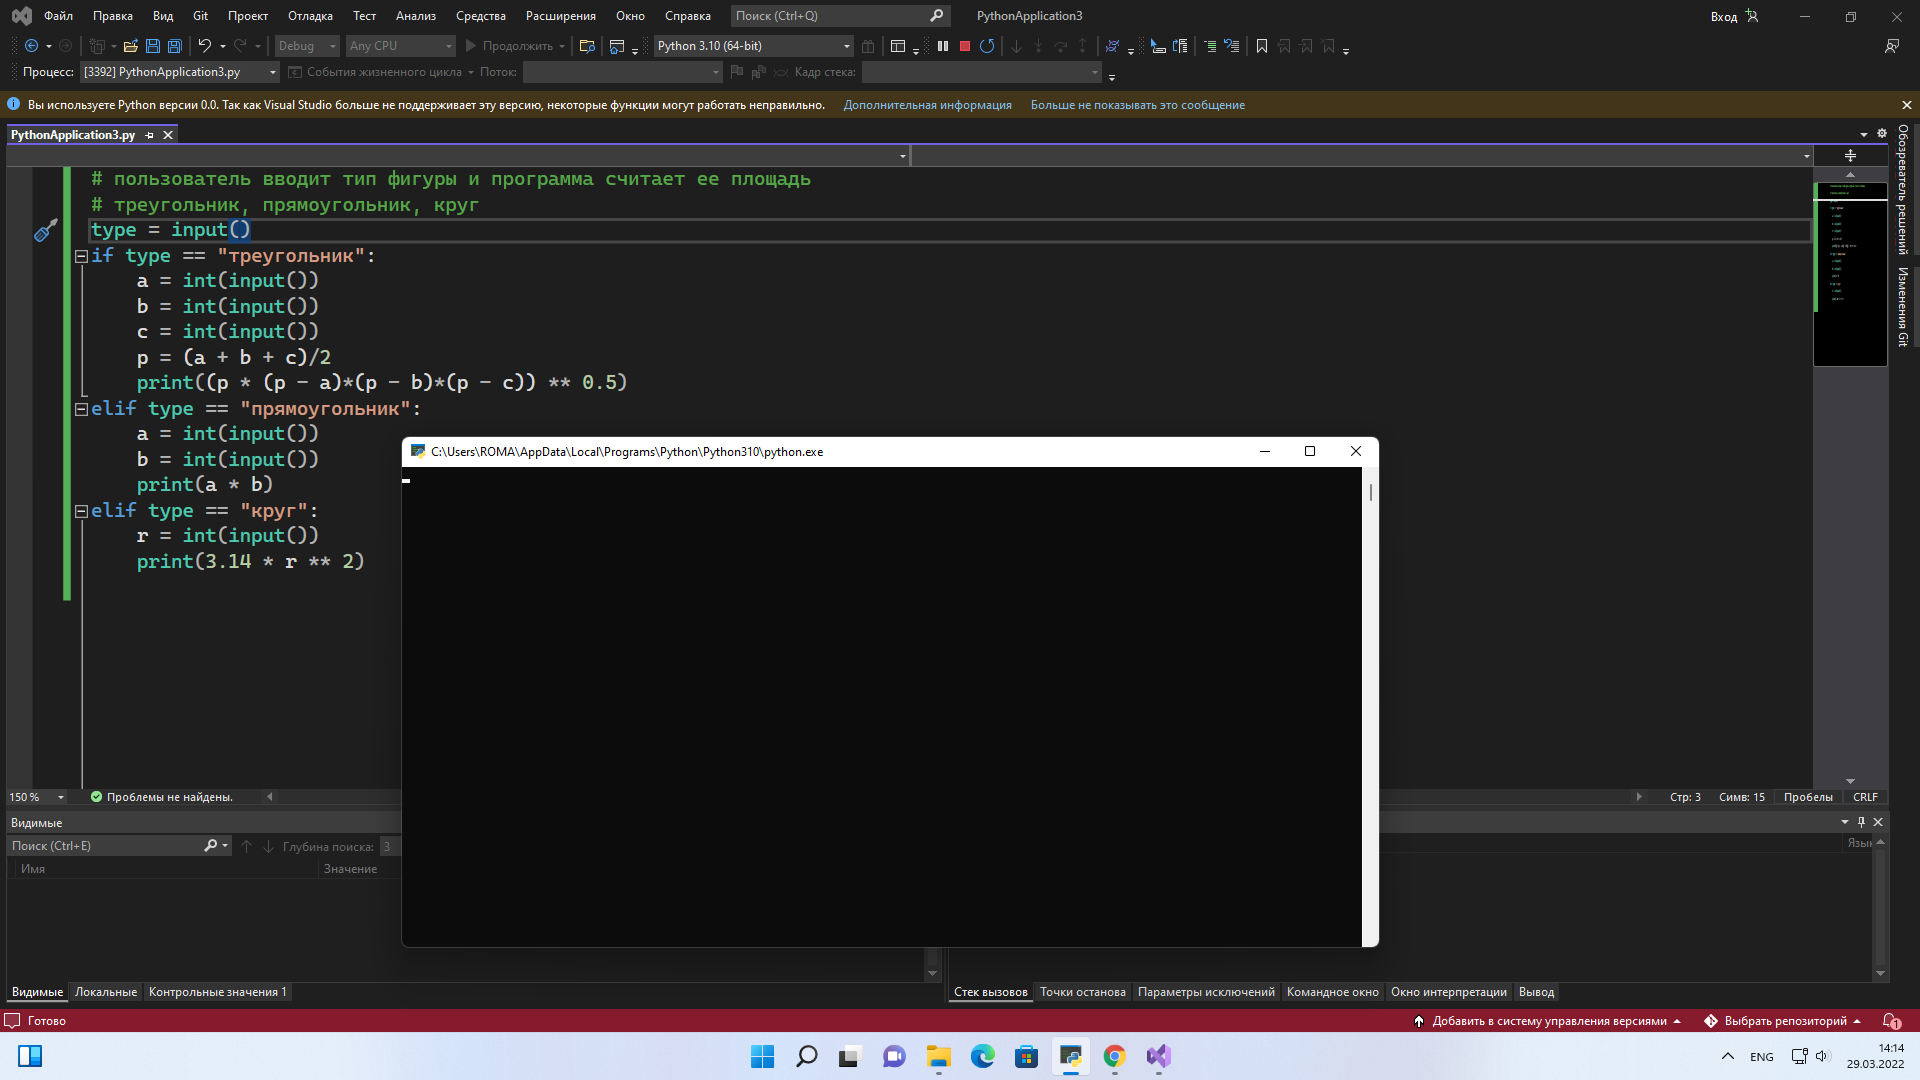 Файл Правка Вид Git Проект Отладка Тест Анализ Средства Расширения Окно Справка Поиск (Ctrl+Q) PythonApplication3 Вход
Debug Any CPU Продолжить Python 3.10 (64-bit)
Процесс: [3392] PythonApplication3.py События жизненного цикла Поток: Кадр стека:
Вы используете Python версии 0.0. Так как Visual Studio больше не поддерживает эту версию, некоторые функции могут работать неправильно. Дополнительная информация Больше не показывать это сообщение
PythonApplication3.py
# пользователь вводит тип фигуры и программа считает ее площадь
# треугольник, прямоугольник, круг
type = input()
if type == "треугольник":
a = int(input())
b = int(input())
c = int(input())
p = (a + b + c)/2
print((p * (p - a)*(p - b)*(p - c)) ** 0.5)
elif type == "прямоугольник":
a = int(input())
b = int(input())
print(a * b)
elif type == "круг":
r = int(input())
print(3.14 * r ** 2)
Обозреватель решений
Изменения Git
C:\Users\ROMA\AppData\Local\Programs\Python\Python310\python.exe
150 % Проблемы не найдены. Стр: 3 Симв: 15 Пробелы CRLF
Видимые
Поиск (Ctrl+E) Глубина поиска: 3
Имя Значение
Язык
Видимые Локальные Контрольные значения 1
Стек вызовов Точки останова Параметры исключений Командное окно Окно интерпретации Вывод
Готово Добавить в систему управления версиями Выбрать репозиторий 1
ENG 14:14
29.03.2022